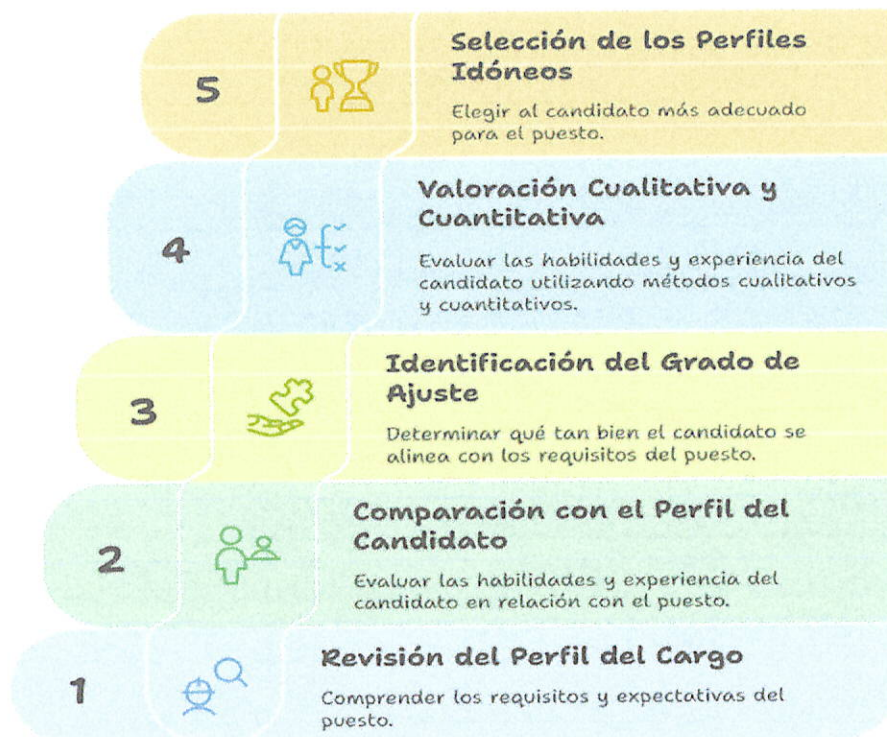 5
Selección de los Perfiles
Idóneos
Elegir al candidato más adecuado
para el puesto.
4
Valoración Cualitativa y
Cuantitativa
Evaluar las habilidades y experiencia del
candidato utilizando métodos cualitativos
y cuantitativos.
3
Identificación del Grado de
Ajuste
Determinar qué tan bien el candidato se
alinea con los requisitos del puesto.
2
Comparación con el Perfil del
Candidato
Evaluar las habilidades y experiencia del
candidato en relación con el puesto.
1
Revisión del Perfil del Cargo
Comprender los requisitos y expectativas del
puesto.